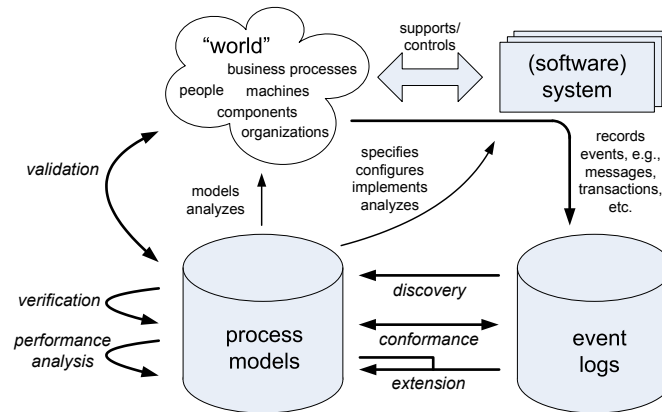 “world”
business processes
people machines
components
organizations
supports/
controls
(software)
system
validation
models
analyzes
specifies
configures
implements
analyzes
records
events, e.g.,
messages,
transactions,
etc.
verification
performance
analysis
process
models
discovery
conformance
extension
event
logs